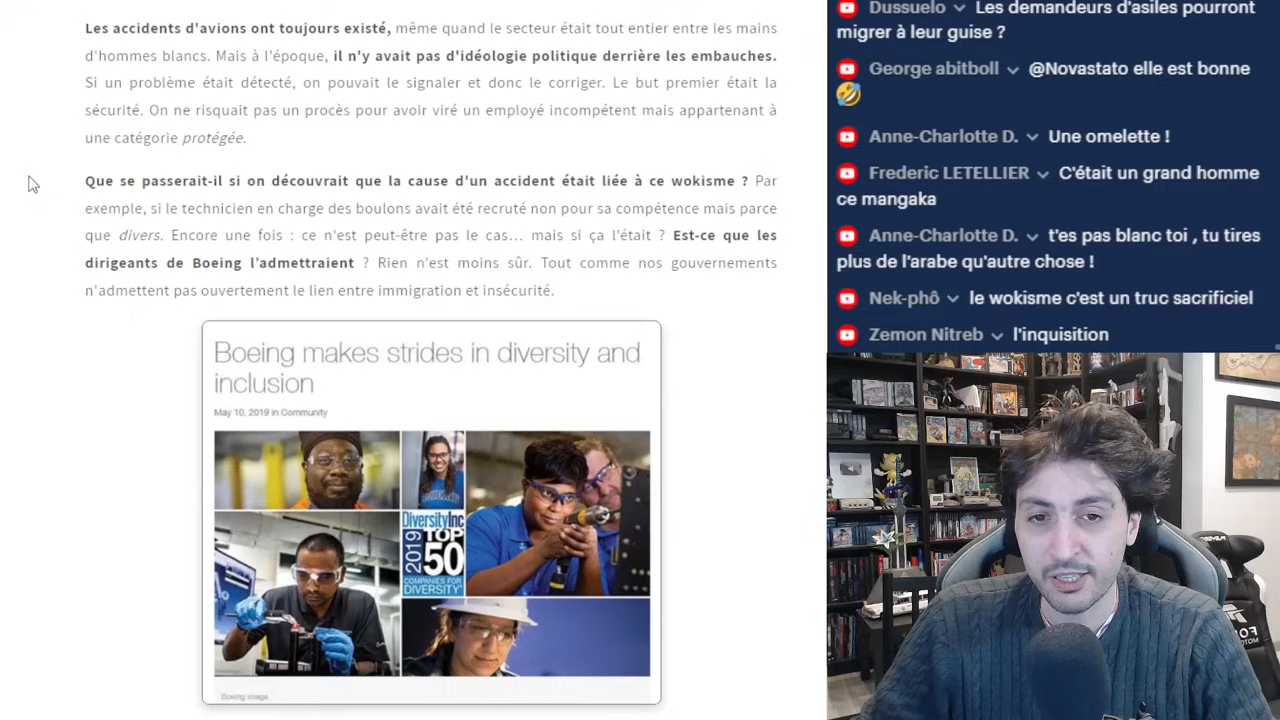 Les accidents d'avions ont toujours existé, même quand le secteur était tout entier entre les mains
d'hommes blancs. Mais à l'époque, il n'y avait pas d'idéologie politique derrière les embauches.
Si un problème était détecté, on pouvait le signaler et donc le corriger. Le but premier était la
sécurité. On ne risquait pas un procès pour avoir viré un employé incompétent mais appartenant à
une catégorie protégée.
Que se passerait-il si on découvrait que la cause d'un accident était liée à ce wokisme ? Par
exemple, si le technicien en charge des boulons avait été recruté non pour sa compétence mais parce
que divers. Encore une fois : ce n'est peut-être pas le cas… mais si ça l'était ? Est-ce que les
dirigeants de Boeing l'admettraient ? Rien n'est moins sûr. Tout comme nos gouvernements
n'admettent pas ouvertement le lien entre immigration et insécurité.
Boeing makes strides in diversity and
inclusion
May 10, 2019 in Community
DiversityInc
2019
TOP
50
COMPANIES FOR
DIVERSITY
Boeing image
Dussuelo Les demandeurs d'asiles pourront
migrer à leur guise ?
George abitboll @Novastato elle est bonne
🤣
Anne-Charlotte D. Une omelette !
Frederic LETELLIER C'était un grand homme
ce mangaka
Anne-Charlotte D. t'es pas blanc toi , tu tires
plus de l'arabe qu'autre chose !
Nek-phô le wokisme c'est un truc sacrificiel
Zemon Nitreb l'inquisition